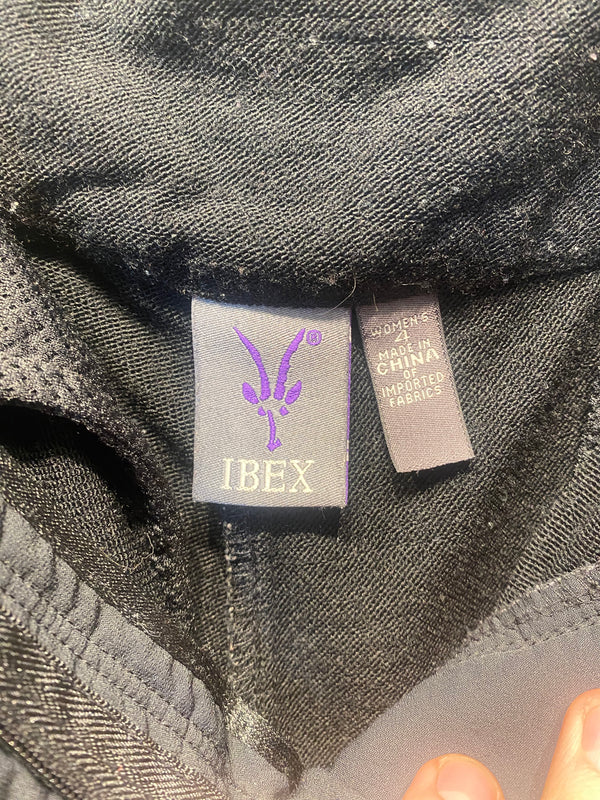 ®
IBEX
WOMEN'S
4
MADE IN
CHINA
OF
IMPORTED
FABRICS